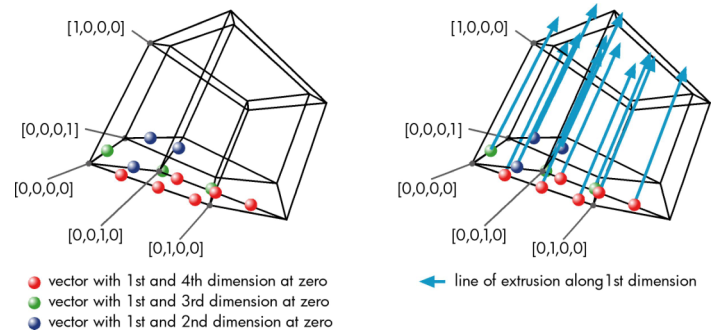 [1,0,0,0]
[0,0,0,1]
[0,0,0,0]
[0,0,1,0]
[0,1,0,0]
vector with 1st and 4th dimension at zero
vector with 1st and 3rd dimension at zero
vector with 1st and 2nd dimension at zero
[1,0,0,0]
[0,0,0,1]
[0,0,0,0]
[0,0,1,0]
[0,1,0,0]
line of extrusion along 1st dimension